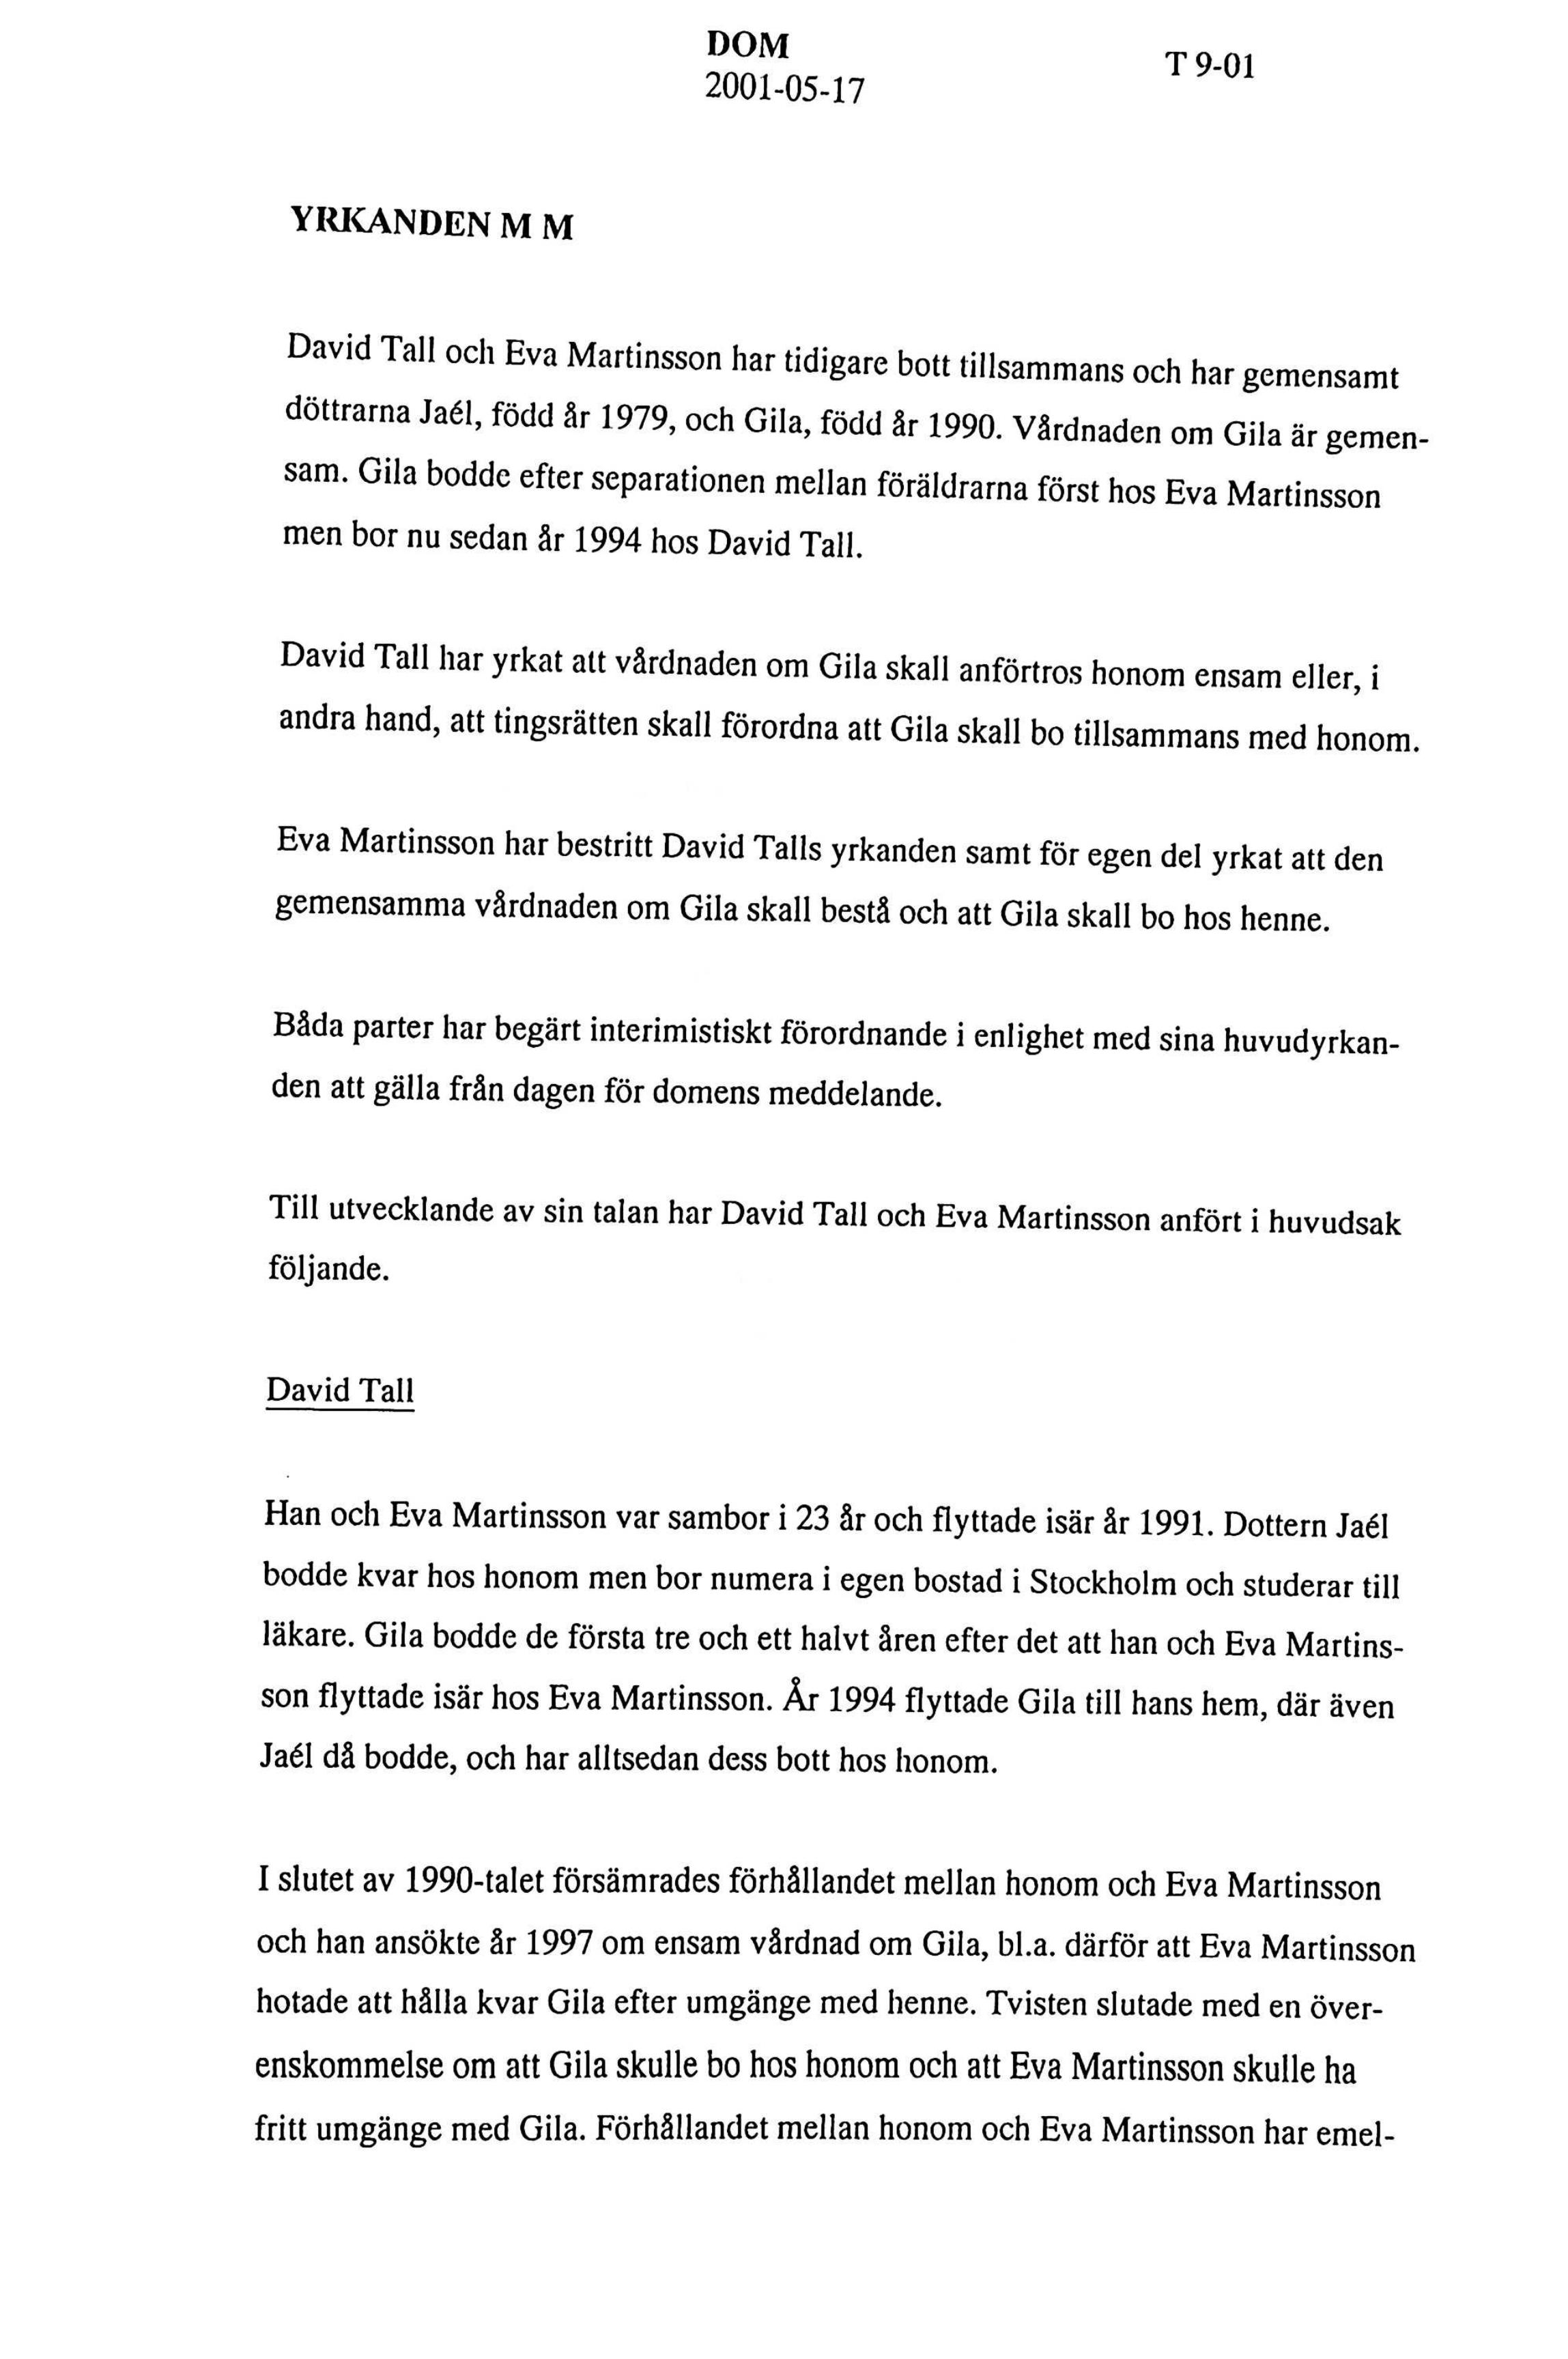 DOM
T 9-01
2001-05-17
YRKANDEN M M
David Tall och Eva Martinsson har tidigare bott tillsammans och har gemensamt
döttrarna Jaél, född år 1979, och Gila, född år 1990. Vårdnaden om Gila är gemen-
sam. Gila bodde efter separationen mellan föräldrarna först hos Eva Martinsson
men bor nu sedan år 1994 hos David Tall.
David Tall har yrkat att vårdnaden om Gila skall anförtros honom ensam eller, i
andra hand, att tingsrätten skall förordna att Gila skall bo tillsammans med honom.
Eva Martinsson har bestritt David Talls yrkanden samt för egen del yrkat att den
gemensamma vårdnaden om Gila skall bestå och att Gila skall bo hos henne.
Båda parter har begärt interimistiskt förordnande i enlighet med sina huvudyrkan-
den att gälla från dagen för domens meddelande.
Till utvecklande av sin talan har David Tall och Eva Martinsson anfört i huvudsak
följande.
David Tall
Han och Eva Martinsson var sambor i 23 år och flyttade isär år 1991. Dottern Jaél
bodde kvar hos honom men bor numera i egen bostad i Stockholm och studerar till
läkare. Gila bodde de första tre och ett halvt åren efter det att han och Eva Martins-
son flyttade isär hos Eva Martinsson. År 1994 flyttade Gila till hans hem, där även
Jaél då bodde, och har alltsedan dess bott hos honom.
I slutet av 1990-talet försämrades förhållandet mellan honom och Eva Martinsson
och han ansökte år 1997 om ensam vårdnad om Gila, bl.a. därför att Eva Martinsson
hotade att hålla kvar Gila efter umgänge med henne. Tvisten slutade med en över-
enskommelse om att Gila skulle bo hos honom och att Eva Martinsson skulle ha
fritt umgänge med Gila. Förhållandet mellan honom och Eva Martinsson har emel-